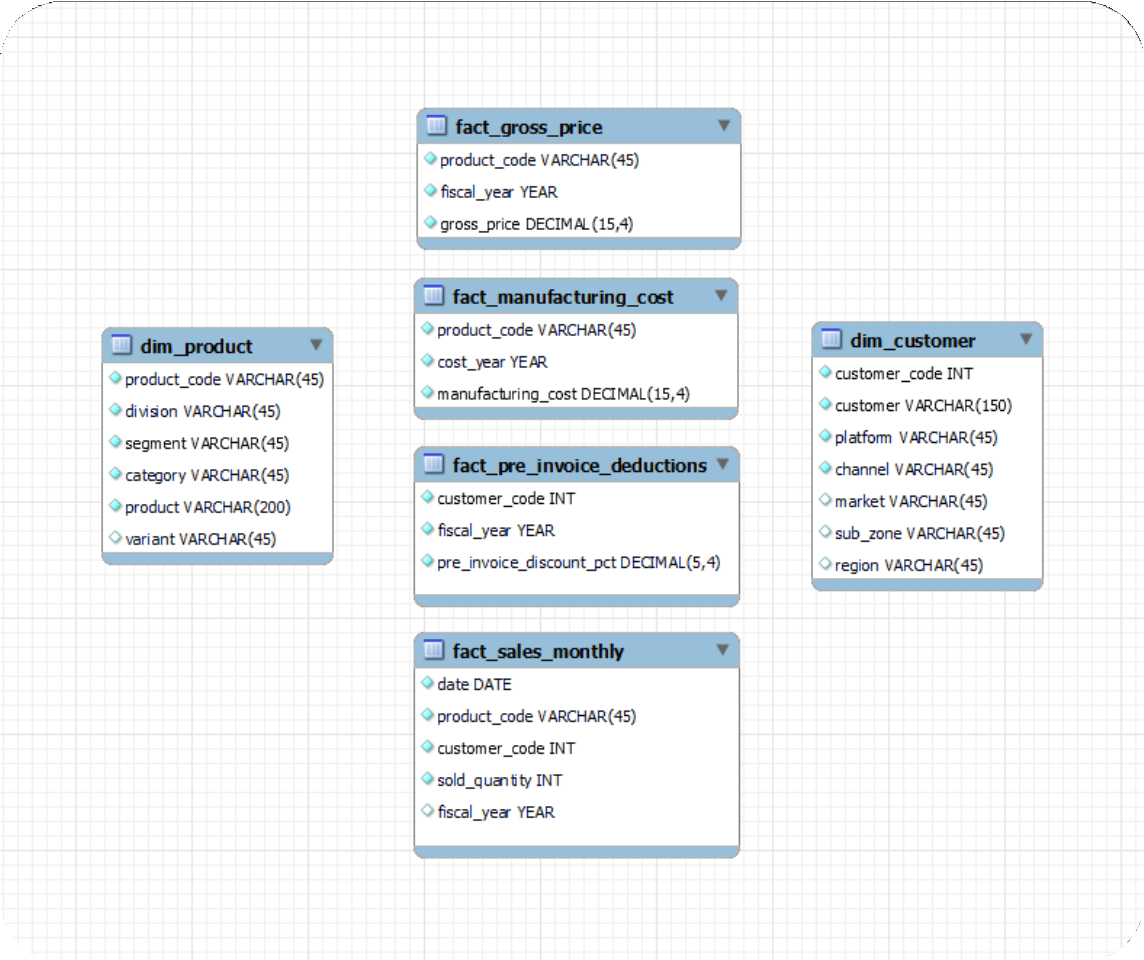 fact_gross_price
product_code VARCHAR(45)
fiscal_year YEAR
gross_price DECIMAL(15,4)
fact_manufacturing_cost
product_code VARCHAR(45)
cost_year YEAR
manufacturing_cost DECIMAL(15,4)
dim_product
product_code VARCHAR(45)
division VARCHAR(45)
segment VARCHAR(45)
category VARCHAR(45)
product VARCHAR(200)
variant VARCHAR(45)
dim_customer
customer_code INT
customer VARCHAR(150)
platform VARCHAR(45)
channel VARCHAR(45)
market VARCHAR(45)
sub_zone VARCHAR(45)
region VARCHAR(45)
fact_pre_invoice_deductions
customer_code INT
fiscal_year YEAR
pre_invoice_discount_pct DECIMAL(5,4)
fact_sales_monthly
date DATE
product_code VARCHAR(45)
customer_code INT
sold_quantity INT
fiscal_year YEAR